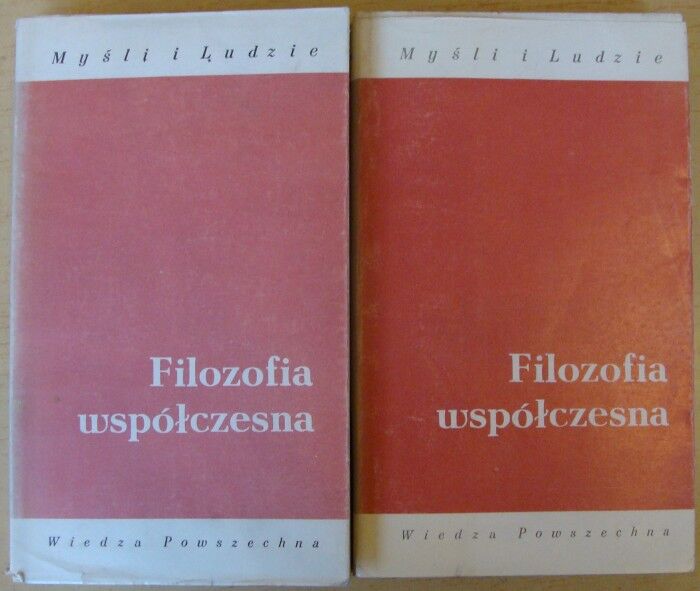 Myśli i Ludzie
Filozofia
współczesna
Wiedza Powszechna
Myśli i Ludzie
Filozofia
współczesna
Wiedza Powszechna